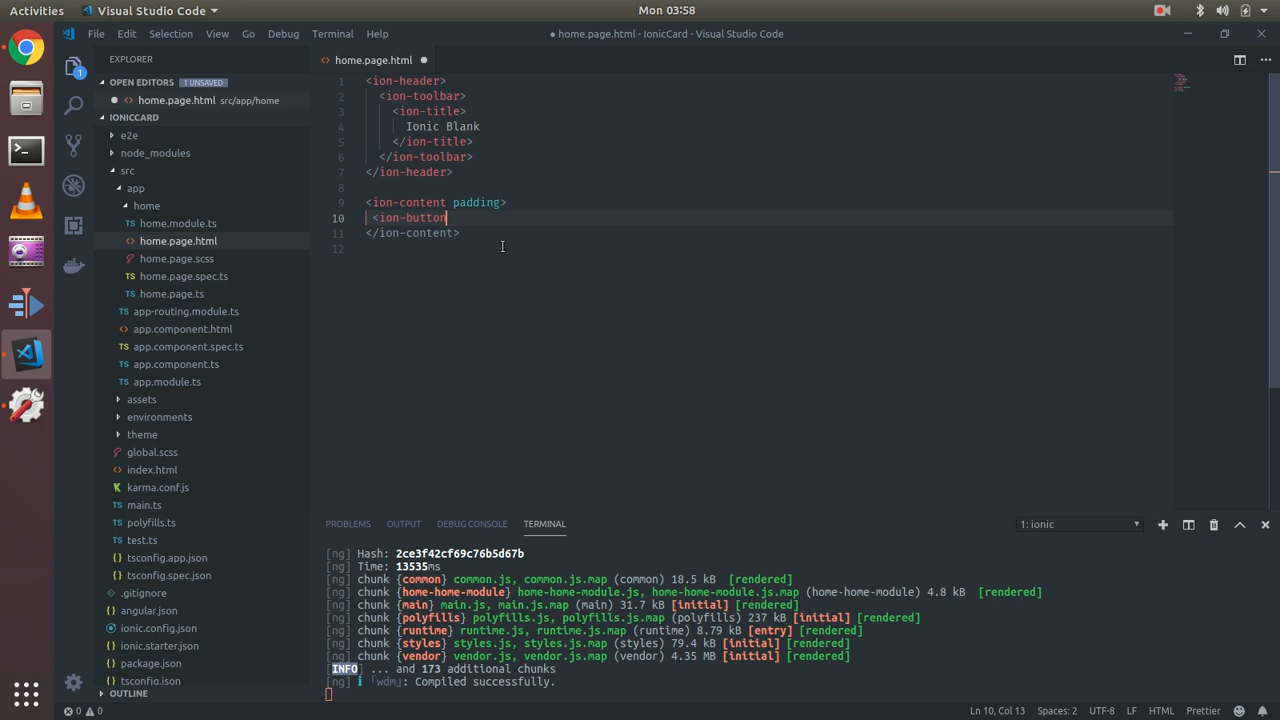 Activities
Visual Studio Code
Mon 03:58
File Edit Selection View Go Debug Terminal Help
● home.page.html - IonicCard - Visual Studio Code
EXPLORER
OPEN EDITORS 1 UNSAVED
home.page.html src/app/home
IONICCARD
e2e
node_modules
src
app
home
TS home.module.ts
<> home.page.html
home.page.scss
TS home.page.spec.ts
TS home.page.ts
TS app-routing.module.ts
<> app.component.html
TS app.component.spec.ts
TS app.component.ts
TS app.module.ts
assets
environments
theme
global.scss
<> index.html
karma.conf.js
TS main.ts
TS polyfills.ts
TS test.ts
{} tsconfig.app.json
{} tsconfig.spec.json
.gitignore
{} angular.json
ionic.config.json
{} ionic.starter.json
{} package.json
{} tsconfig.json
OUTLINE
1
<> home.page.html ●
1 <ion-header>
2 <ion-toolbar>
3 <ion-title>
4 Ionic Blank
5 </ion-title>
6 </ion-toolbar>
7 </ion-header>
8
9 <ion-content padding>
10 <ion-button
11 </ion-content>
12
PROBLEMS OUTPUT DEBUG CONSOLE TERMINAL
1: ionic
[ng] Hash: 2ce3f42cf69c76b5d67b
[ng] Time: 13535ms
[ng] chunk {common} common.js, common.js.map (common) 18.5 kB [rendered]
[ng] chunk {home-home-module} home-home-module.js, home-home-module.js.map (home-home-module) 4.8 kB [rendered]
[ng] chunk {main} main.js, main.js.map (main) 31.7 kB [initial] [rendered]
[ng] chunk {polyfills} polyfills.js, polyfills.js.map (polyfills) 237 kB [initial] [rendered]
[ng] chunk {runtime} runtime.js, runtime.js.map (runtime) 8.79 kB [entry] [rendered]
[ng] chunk {styles} styles.js, styles.js.map (styles) 79.4 kB [initial] [rendered]
[ng] chunk {vendor} vendor.js, vendor.js.map (vendor) 4.35 MB [initial] [rendered]
[INFO] ... and 173 additional chunks
[ng] ℹ ｢wdm｣: Compiled successfully.
0 0
Ln 10, Col 13 Spaces: 2 UTF-8 LF HTML Prettier